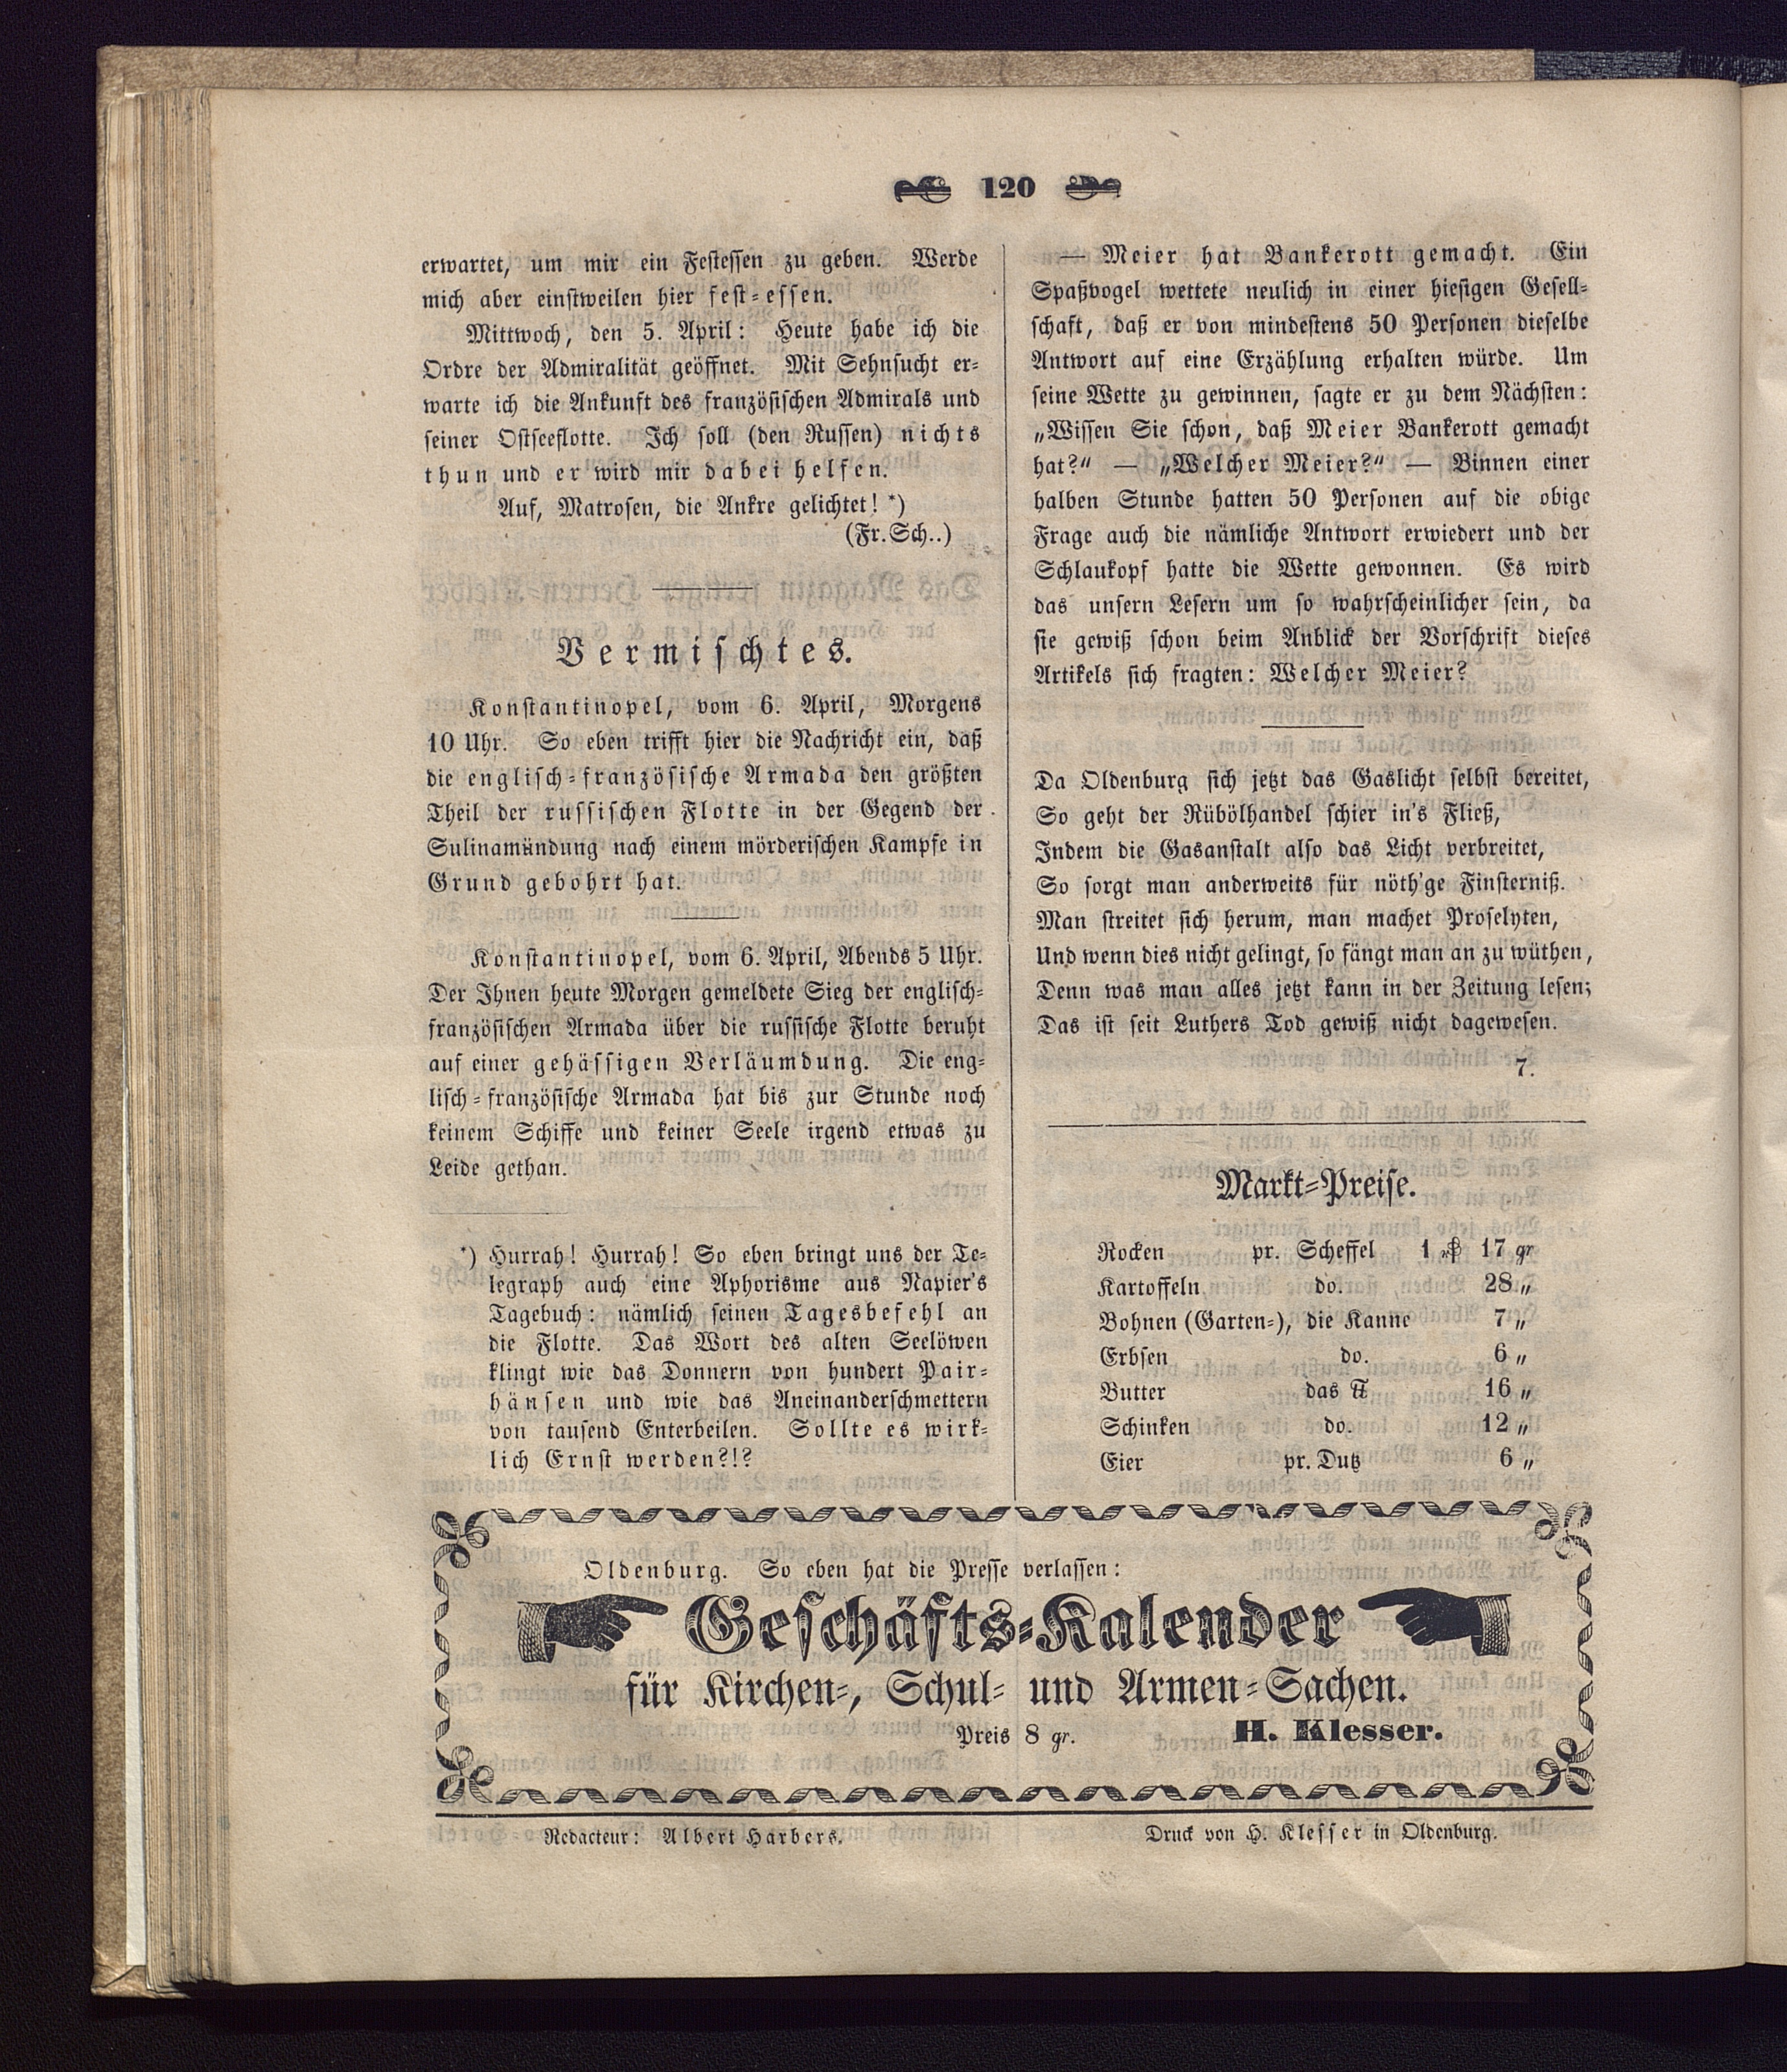 120
erwartet, um mir ein Festessen zu geben. Werde
mich aber einstweilen hier fest-essen.
Mittwoch, den 5. April: Heute habe ich die
Ordre der Admiralität geöffnet. Mit Sehnsucht er-
warte ich die Ankunft des französischen Admirals und
seiner Ostseeflotte. Ich soll (den Russen) nichts
thun und er wird mir dabei helfen.
Auf, Matrosen, die Ankre gelichtet! *)
(Fr. Sch..)
Vermischtes.
Konstantinopel, vom 6. April, Morgens
10 Uhr. So eben trifft hier die Nachricht ein, daß
die englisch-französische Armada den größten
Theil der russischen Flotte in der Gegend der
Sulinamündung nach einem mörderischen Kampfe in
Grund gebohrt hat.
Konstantinopel, vom 6. April, Abends 5 Uhr.
Der Ihnen heute Morgen gemeldete Sieg der englisch-
französischen Armada über die russische Flotte beruht
auf einer gehässigen Verläumdung. Die eng-
lisch-französische Armada hat bis zur Stunde noch
keinem Schiffe und keiner Seele irgend etwas zu
Leide gethan.
*) Hurrah! Hurrah! So eben bringt uns der Te-
legraph auch eine Aphorisme aus Napier's
Tagebuch: nämlich seinen Tagesbefehl an
die Flotte. Das Wort des alten Seelöwen
klingt wie das Donnern von hundert Pair-
hänsen und wie das Aneinanderschmettern
von tausend Enterbeilen. Sollte es wirk-
lich Ernst werden?!?
— Meier hat Bankerott gemacht. Ein
Spaßvogel wettete neulich in einer hiesigen Gesell-
schaft, daß er von mindestens 50 Personen dieselbe
Antwort auf eine Erzählung erhalten würde. Um
seine Wette zu gewinnen, sagte er zu dem Nächsten:
„Wissen Sie schon, daß Meier Bankerott gemacht
hat?“ — „Welcher Meier?“ — Binnen einer
halben Stunde hatten 50 Personen auf die obige
Frage auch die nämliche Antwort erwiedert und der
Schlaukopf hatte die Wette gewonnen. Es wird
das unsern Lesern um so wahrscheinlicher sein, da
sie gewiß schon beim Anblick der Vorschrift dieses
Artikels sich fragten: Welcher Meier?
Da Oldenburg sich jetzt das Gaslicht selbst bereitet,
So geht der Rübölhandel schier in's Fließ,
Indem die Gasanstalt also das Licht verbreitet,
So sorgt man anderweits für nöth'ge Finsterniß.
Man streitet sich herum, man machet Proselyten,
Und wenn dies nicht gelingt, so fängt man an zu wüthen,
Denn was man alles jetzt kann in der Zeitung lesen;
Das ist seit Luthers Tod gewiß nicht dagewesen.
7.
Markt-Preise.
Rocken pr. Scheffel 1 ₰ 17 gr
Kartoffeln do. 28 „
Bohnen (Garten-), die Kanne 7 „
Erbsen do. 6 „
Butter das ℔ 16 „
Schinken do. 12 „
Eier pr. Dutz 6 „
Oldenburg. So eben hat die Presse verlassen:
Geschäfts-Kalender
für Kirchen-, Schul- und Armen-Sachen.
Preis 8 gr. H. Klesser.
Redacteur: Albert Harbers. Druck von H. Klesser in Oldenburg.